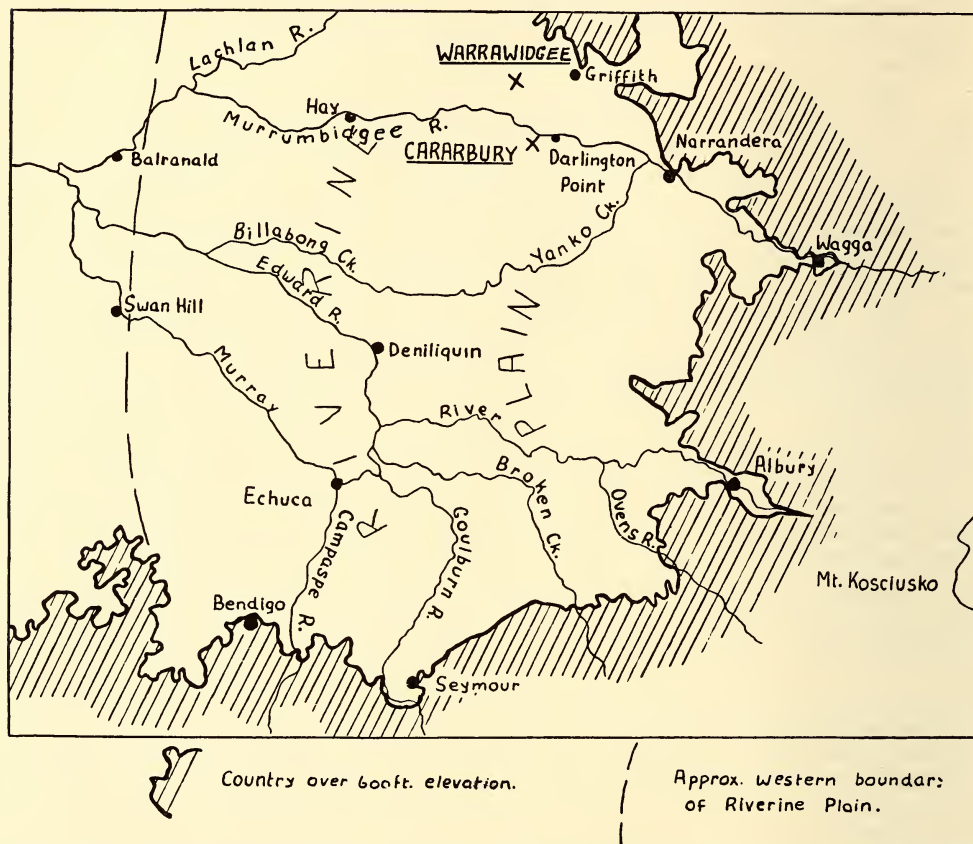 Lachlan R.
WARRAWIDGEE
X
Griffith
Hay
Murrumbidgee R.
CARARBURY
X
Darlington
Point
Narrandera
Balranald
Billabong Ck.
Yanko Ck.
Wagga
Edward R.
Swan Hill
Deniliquin
RIVERINE
PLAIN
Murray
River
Albury
Echuca
Broken Ck.
Ovens R.
Campaspe R.
Goulburn R.
Mt. Kosciusko
Bendigo
Seymour
Country over 600ft. elevation.
Approx. western boundar:
of Riverine Plain.